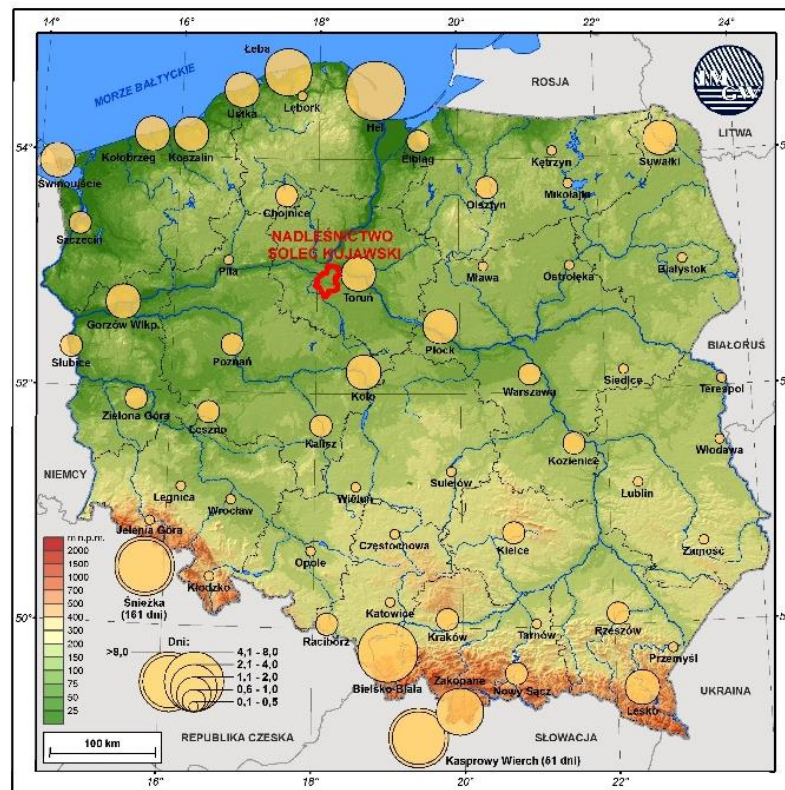 14°
16°
18°
20°
22°
24°
MORZE BAŁTYCKIE
ROSJA
IM
GW
LITWA
Łeba
Ustka
Lębork
Hel
Kołobrzeg
Koszalin
Elbląg
Kętrzyn
Suwałki
54°
Świnoujście
Mikołajki
Olsztyn
Chojnice
Szczecin
NADLEŚNICTWO
SOLEC KUJAWSKI
Piła
Toruń
Mława
Ostrołęka
Białystok
Gorzów Wlkp.
Płock
BIAŁORUŚ
Słubice
Poznań
52°
Koło
Warszawa
Siedlce
Terespol
Zielona Góra
Leszno
Kalisz
Kozienice
Włodawa
NIEMCY
Legnica
Wrocław
Wieluń
Sulejów
Lublin
Jelenia Góra
Częstochowa
Kielce
Zamość
m n.p.m.
2000
1500
1000
700
500
400
300
200
150
100
75
50
25
Śnieżka
(161 dni)
Kłodzko
Opole
Katowice
50°
Racibórz
Kraków
Tarnów
Rzeszów
Przemyśl
Dni:
>8,0
4,1 - 8,0
2,1 - 4,0
1,1 - 2,0
0,6 - 1,0
0,1 - 0,5
Bielsko-Biała
Zakopane
Nowy Sącz
Lesko
UKRAINA
100 km
REPUBLIKA CZESKA
SŁOWACJA
Kasprowy Wierch (51 dni)
16°
18°
20°
22°